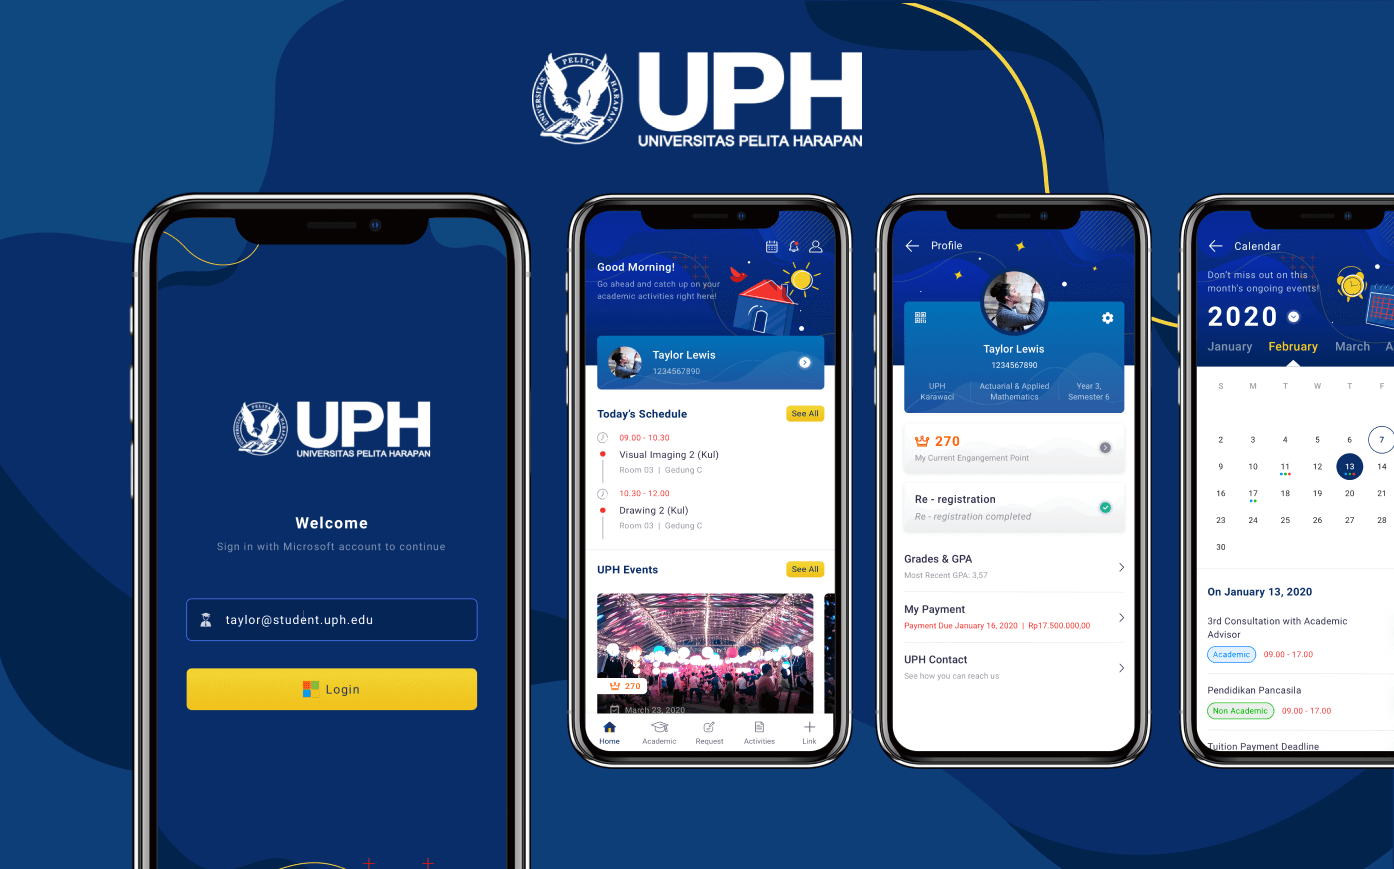 UNIVERSITAS PELITA HARAPAN
UPH
UNIVERSITAS PELITA HARAPAN
UPH
UNIVERSITAS PELITA HARAPAN
Welcome
Sign in with Microsoft account to continue
taylor@student.uph.edu
Login
Good Morning!
Go ahead and catch up on your
academic activities right here!
Taylor Lewis
1234567890
Today's Schedule
See All
09.00 - 10.30
Visual Imaging 2 (Kul)
Room 03 | Gedung C
10.30 - 12.00
Drawing 2 (Kul)
Room 03 | Gedung C
UPH Events
See All
270
March 23, 2020
Home
Academic
Request
Activities
Link
Profile
Taylor Lewis
1234567890
UPH
Karawaci
Actuarial & Applied
Mathematics
Year 3,
Semester 6
270
My Current Engangement Point
Re - registration
Re - registration completed
Grades & GPA
Most Recent GPA: 3,57
My Payment
Payment Due January 16, 2020 | Rp17.500.000,00
UPH Contact
See how you can reach us
Calendar
Don't miss out on this
month's ongoing events!
2020
January February March A
S M T W T F
2 3 4 5 6 7
9 10 11 12 13 14
16 17 18 19 20 21
23 24 25 26 27 28
30
On January 13, 2020
3rd Consultation with Academic
Advisor
Academic 09.00 - 17.00
Pendidikan Pancasila
Non Academic 09.00 - 17.00
Tuition Payment Deadline